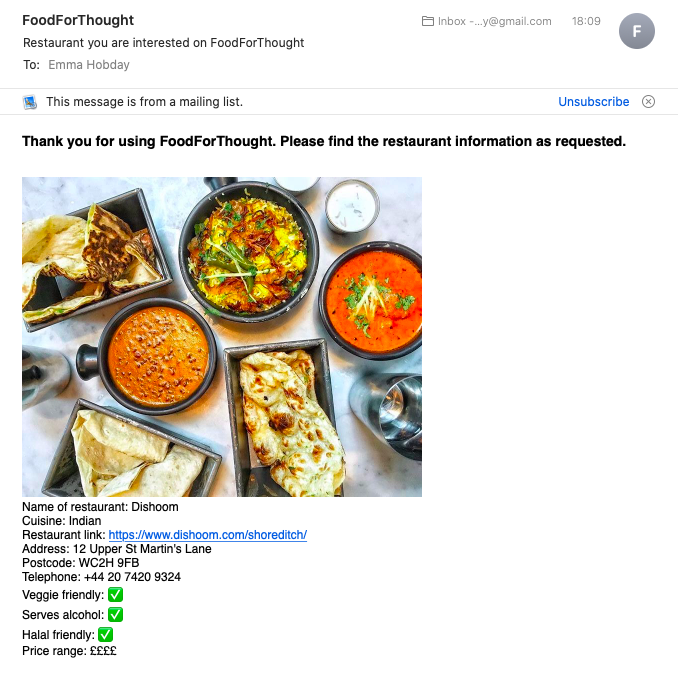 FoodForThought
Inbox -...y@gmail.com
18:09
F
Restaurant you are interested on FoodForThought
To: Emma Hobday
This message is from a mailing list.
Unsubscribe
Thank you for using FoodForThought. Please find the restaurant information as requested.
Name of restaurant: Dishoom
Cuisine: Indian
Restaurant link: https://www.dishoom.com/shoreditch/
Address: 12 Upper St Martin's Lane
Postcode: WC2H 9FB
Telephone: +44 20 7420 9324
Veggie friendly: ✅
Serves alcohol: ✅
Halal friendly: ✅
Price range: ££££